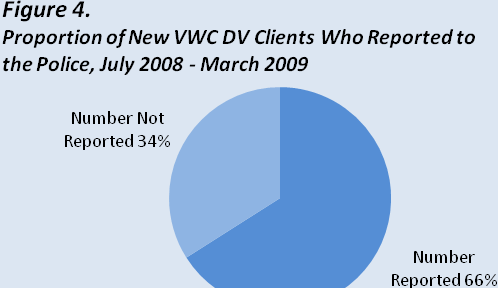 Figure 4.
Proportion of New VWC DV Clients Who Reported to
the Police, July 2008 - March 2009
Number Not
Reported 34%
Number
Reported 66%